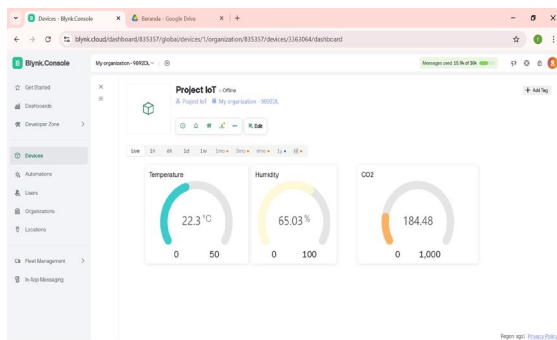 Devices - Blynk.Console
Beranda - Google Drive
blynk.cloud/dashboard/835357/global/devices/1/organization/835357/devices/3363064/dashboard
B Blynk.Console
My organization - 9892DL
Messages used: 10.9k of 30k
Get Started
Dashboards
Developer Zone
Devices
Automations
Users
Organizations
Locations
Fleet Management
In-App Messaging
Project IoT
Offline
Project IoT
My organization - 9892DL
+ Add Tag
Edit
Live 1h 6h 1d 1w 1mo 3mo 6mo 1y
Temperature
22.3 °C
0 50
Humidity
65.03 %
0 100
CO2
184.48
0 1,000
Privacy Policy